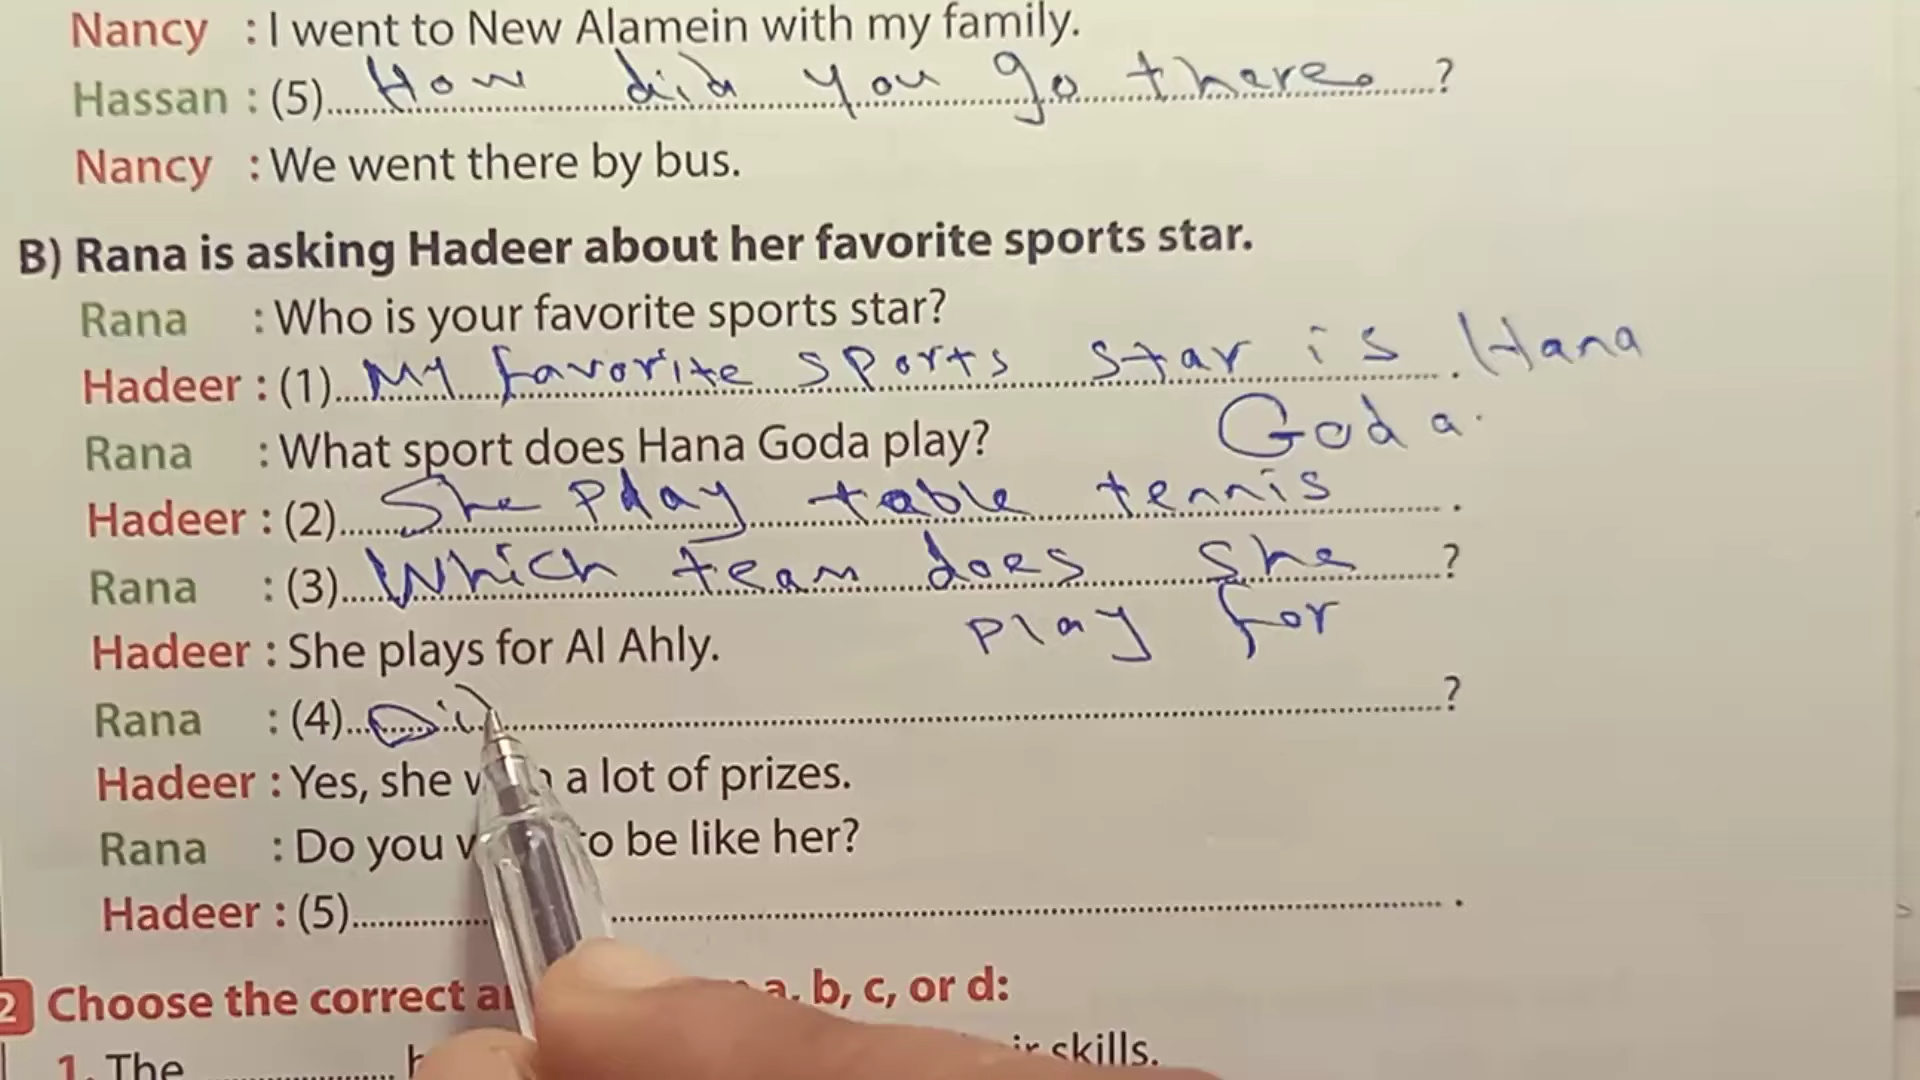 Nancy : I went to New Alamein with my family.
Hassan : (5) How did you go there ?
Nancy : We went there by bus.
B) Rana is asking Hadeer about her favorite sports star.
Rana : Who is your favorite sports star?
Hadeer : (1) My favorite sports star is Hana
Goda.
Rana : What sport does Hana Goda play?
Hadeer : (2) She play table tennis .
Rana : (3) Which team does she ?
play for
Hadeer : She plays for Al Ahly.
Rana : (4) Di ?
Hadeer : Yes, she a lot of prizes.
Rana : Do you be like her?
Hadeer : (5) .
2 Choose the correct a, b, c, or d:
1. The skills.